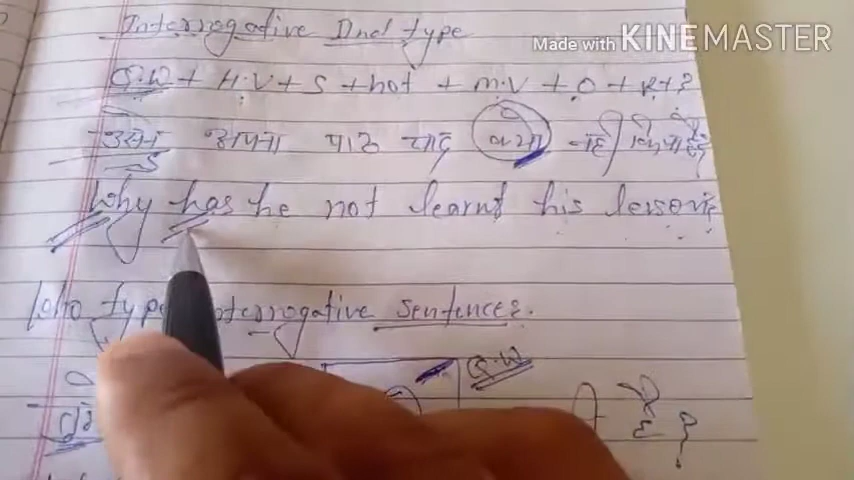 Made with KINEMASTER
Interrogative IInd type
Q.W + H.V + S + not + M.V + O + R + ?
उसने अपना पाठ याद क्यों नहीं किया है
Why has he not learnt his lesson?
type interrogative sentences.
Q.W
है ?